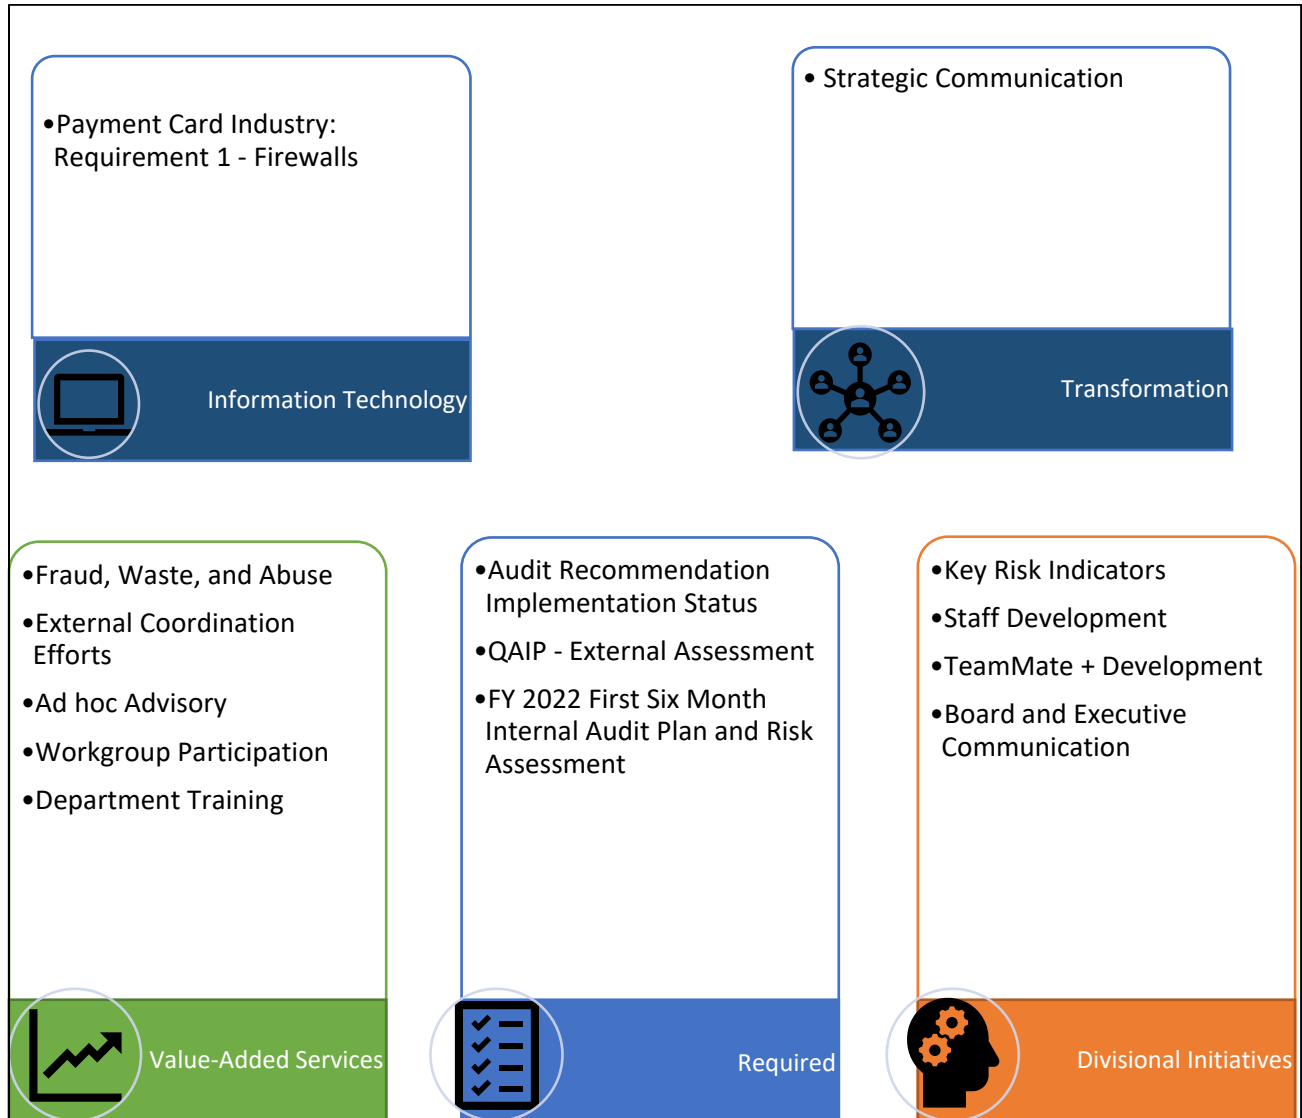 •Payment Card Industry:
Requirement 1 - Firewalls
Information Technology
• Strategic Communication
Transformation
•Fraud, Waste, and Abuse
•External Coordination
Efforts
•Ad hoc Advisory
•Workgroup Participation
•Department Training
Value-Added Services
•Audit Recommendation
Implementation Status
•QAIP - External Assessment
•FY 2022 First Six Month
Internal Audit Plan and Risk
Assessment
Required
•Key Risk Indicators
•Staff Development
•TeamMate + Development
•Board and Executive
Communication
Divisional Initiatives